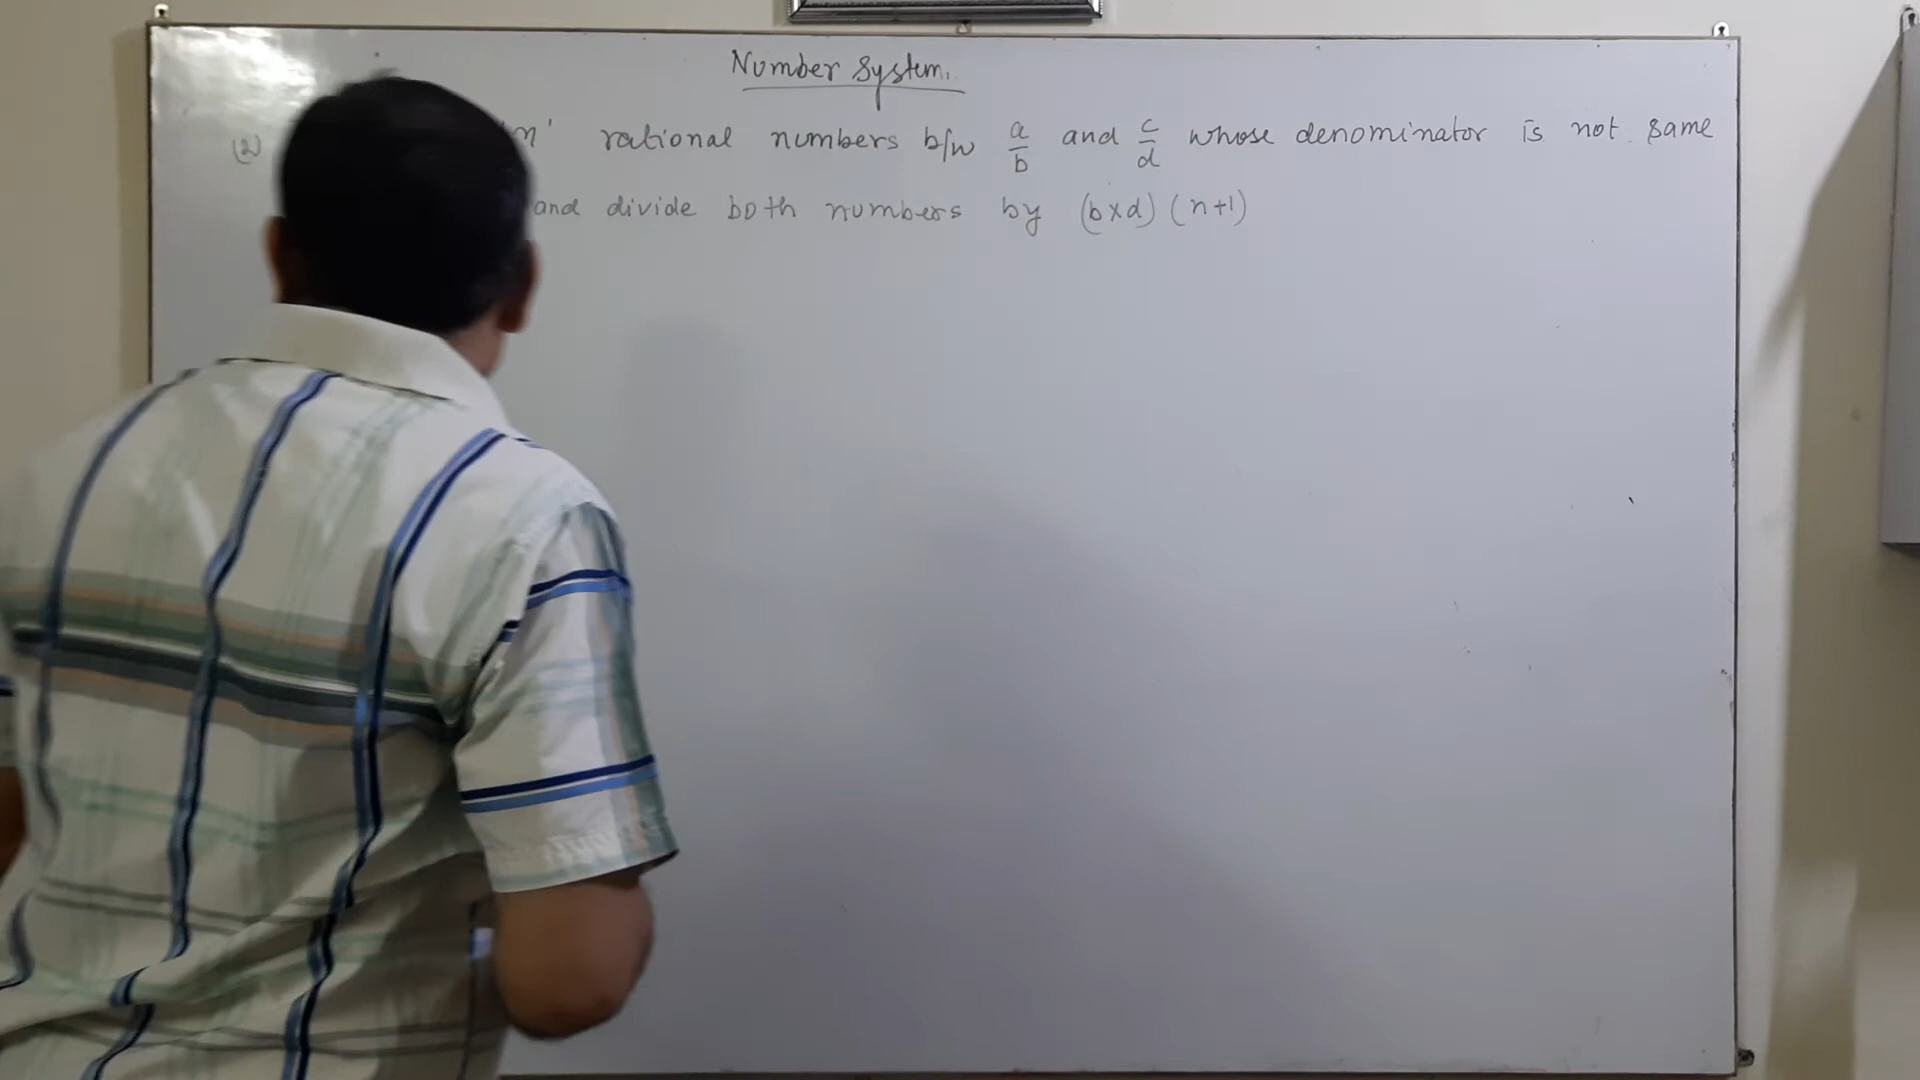 Number System.
(2) 'n' rational numbers b/w a/b and c/d whose denominator is not same
and divide both numbers by (b×d) (n+1)